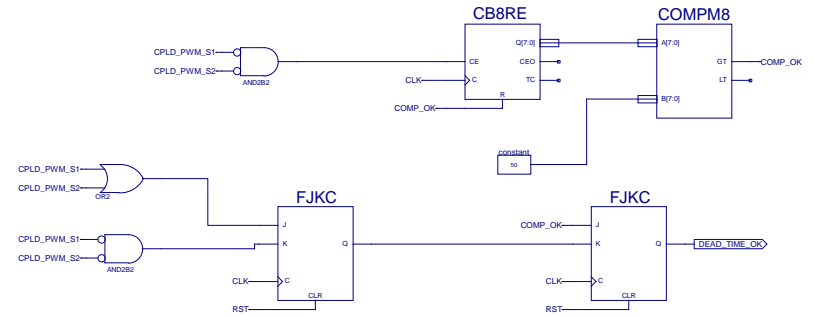 CB8RE
COMPM8
CPLD_PWM_S1
CPLD_PWM_S2
AND2B2
CLK
COMP_OK
CE
C
R
Q[7:0]
CEO
TC
A[7:0]
B[7:0]
GT
LT
COMP_OK
constant
50
CPLD_PWM_S1
CPLD_PWM_S2
OR2
CPLD_PWM_S1
CPLD_PWM_S2
AND2B2
FJKC
J
K
C
CLR
Q
CLK
RST
FJKC
COMP_OK
J
K
C
CLR
Q
CLK
RST
DEAD_TIME_OK